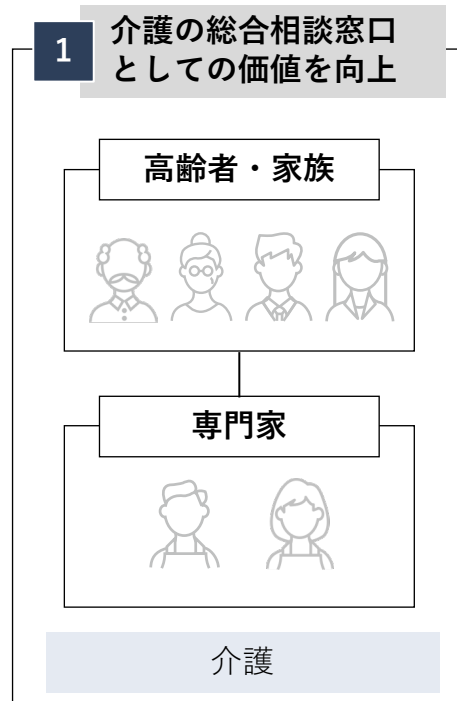 1
介護の総合相談窓口
としての価値を向上
高齢者・家族
専門家
介護